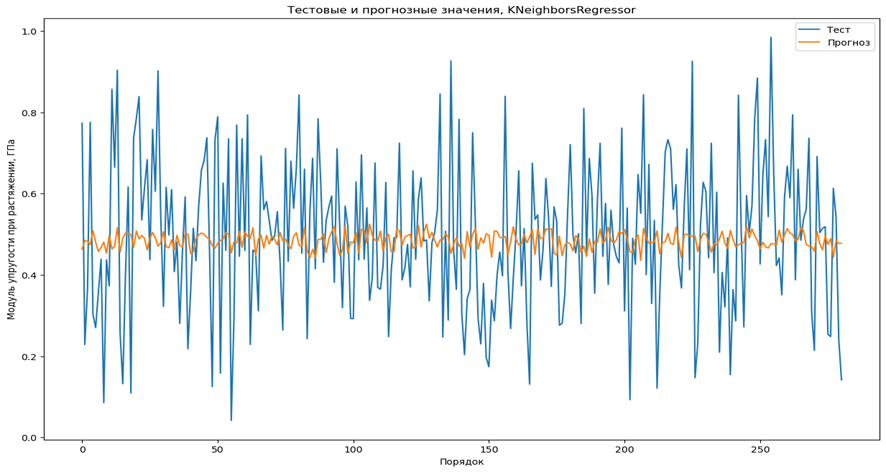 Тестовые и прогнозные значения, KNeighborsRegressor
Тест
Прогноз
Модуль упругости при растяжении, ГПа
1.0
0.8
0.6
0.4
0.2
0.0
0 50 100 150 200 250
Порядок